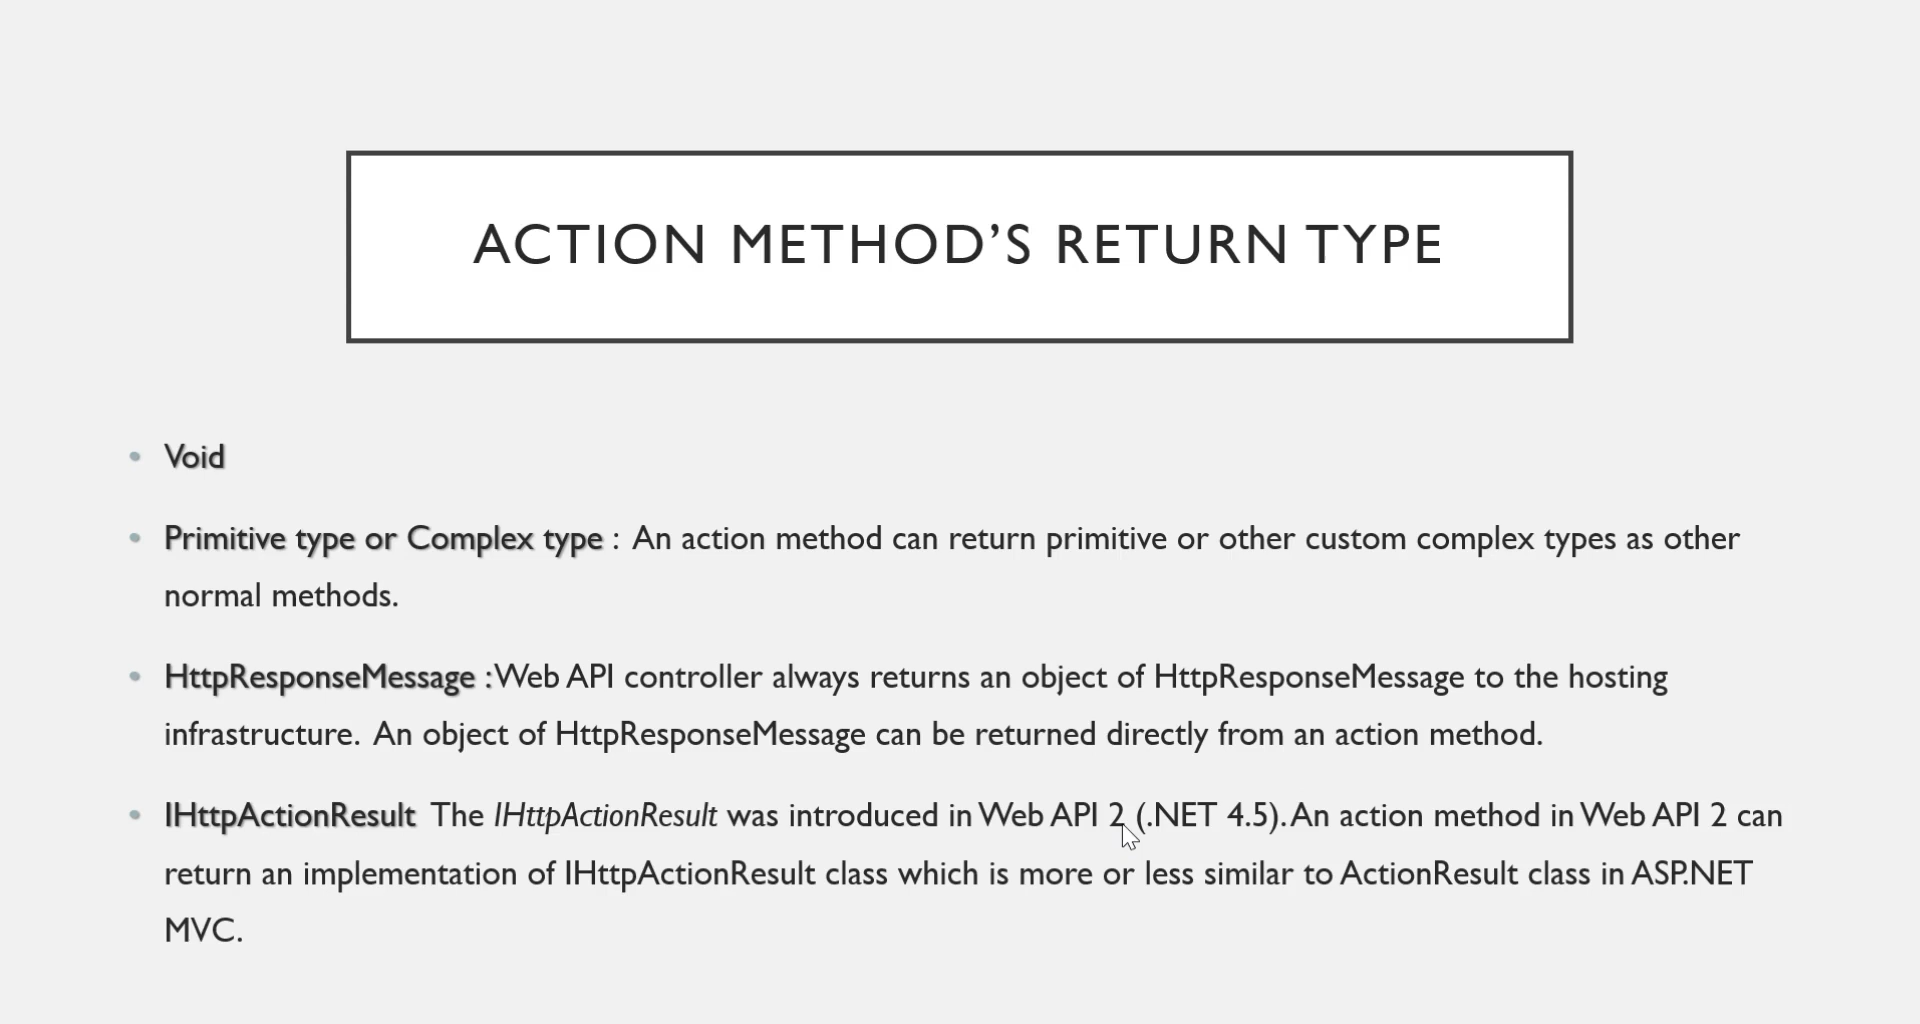 ACTION METHOD’S RETURN TYPE
• Void
• Primitive type or Complex type : An action method can return primitive or other custom complex types as other
normal methods.
• HttpResponseMessage : Web API controller always returns an object of HttpResponseMessage to the hosting
infrastructure. An object of HttpResponseMessage can be returned directly from an action method.
• IHttpActionResult The IHttpActionResult was introduced in Web API 2 (.NET 4.5). An action method in Web API 2 can
return an implementation of IHttpActionResult class which is more or less similar to ActionResult class in ASP.NET
MVC.